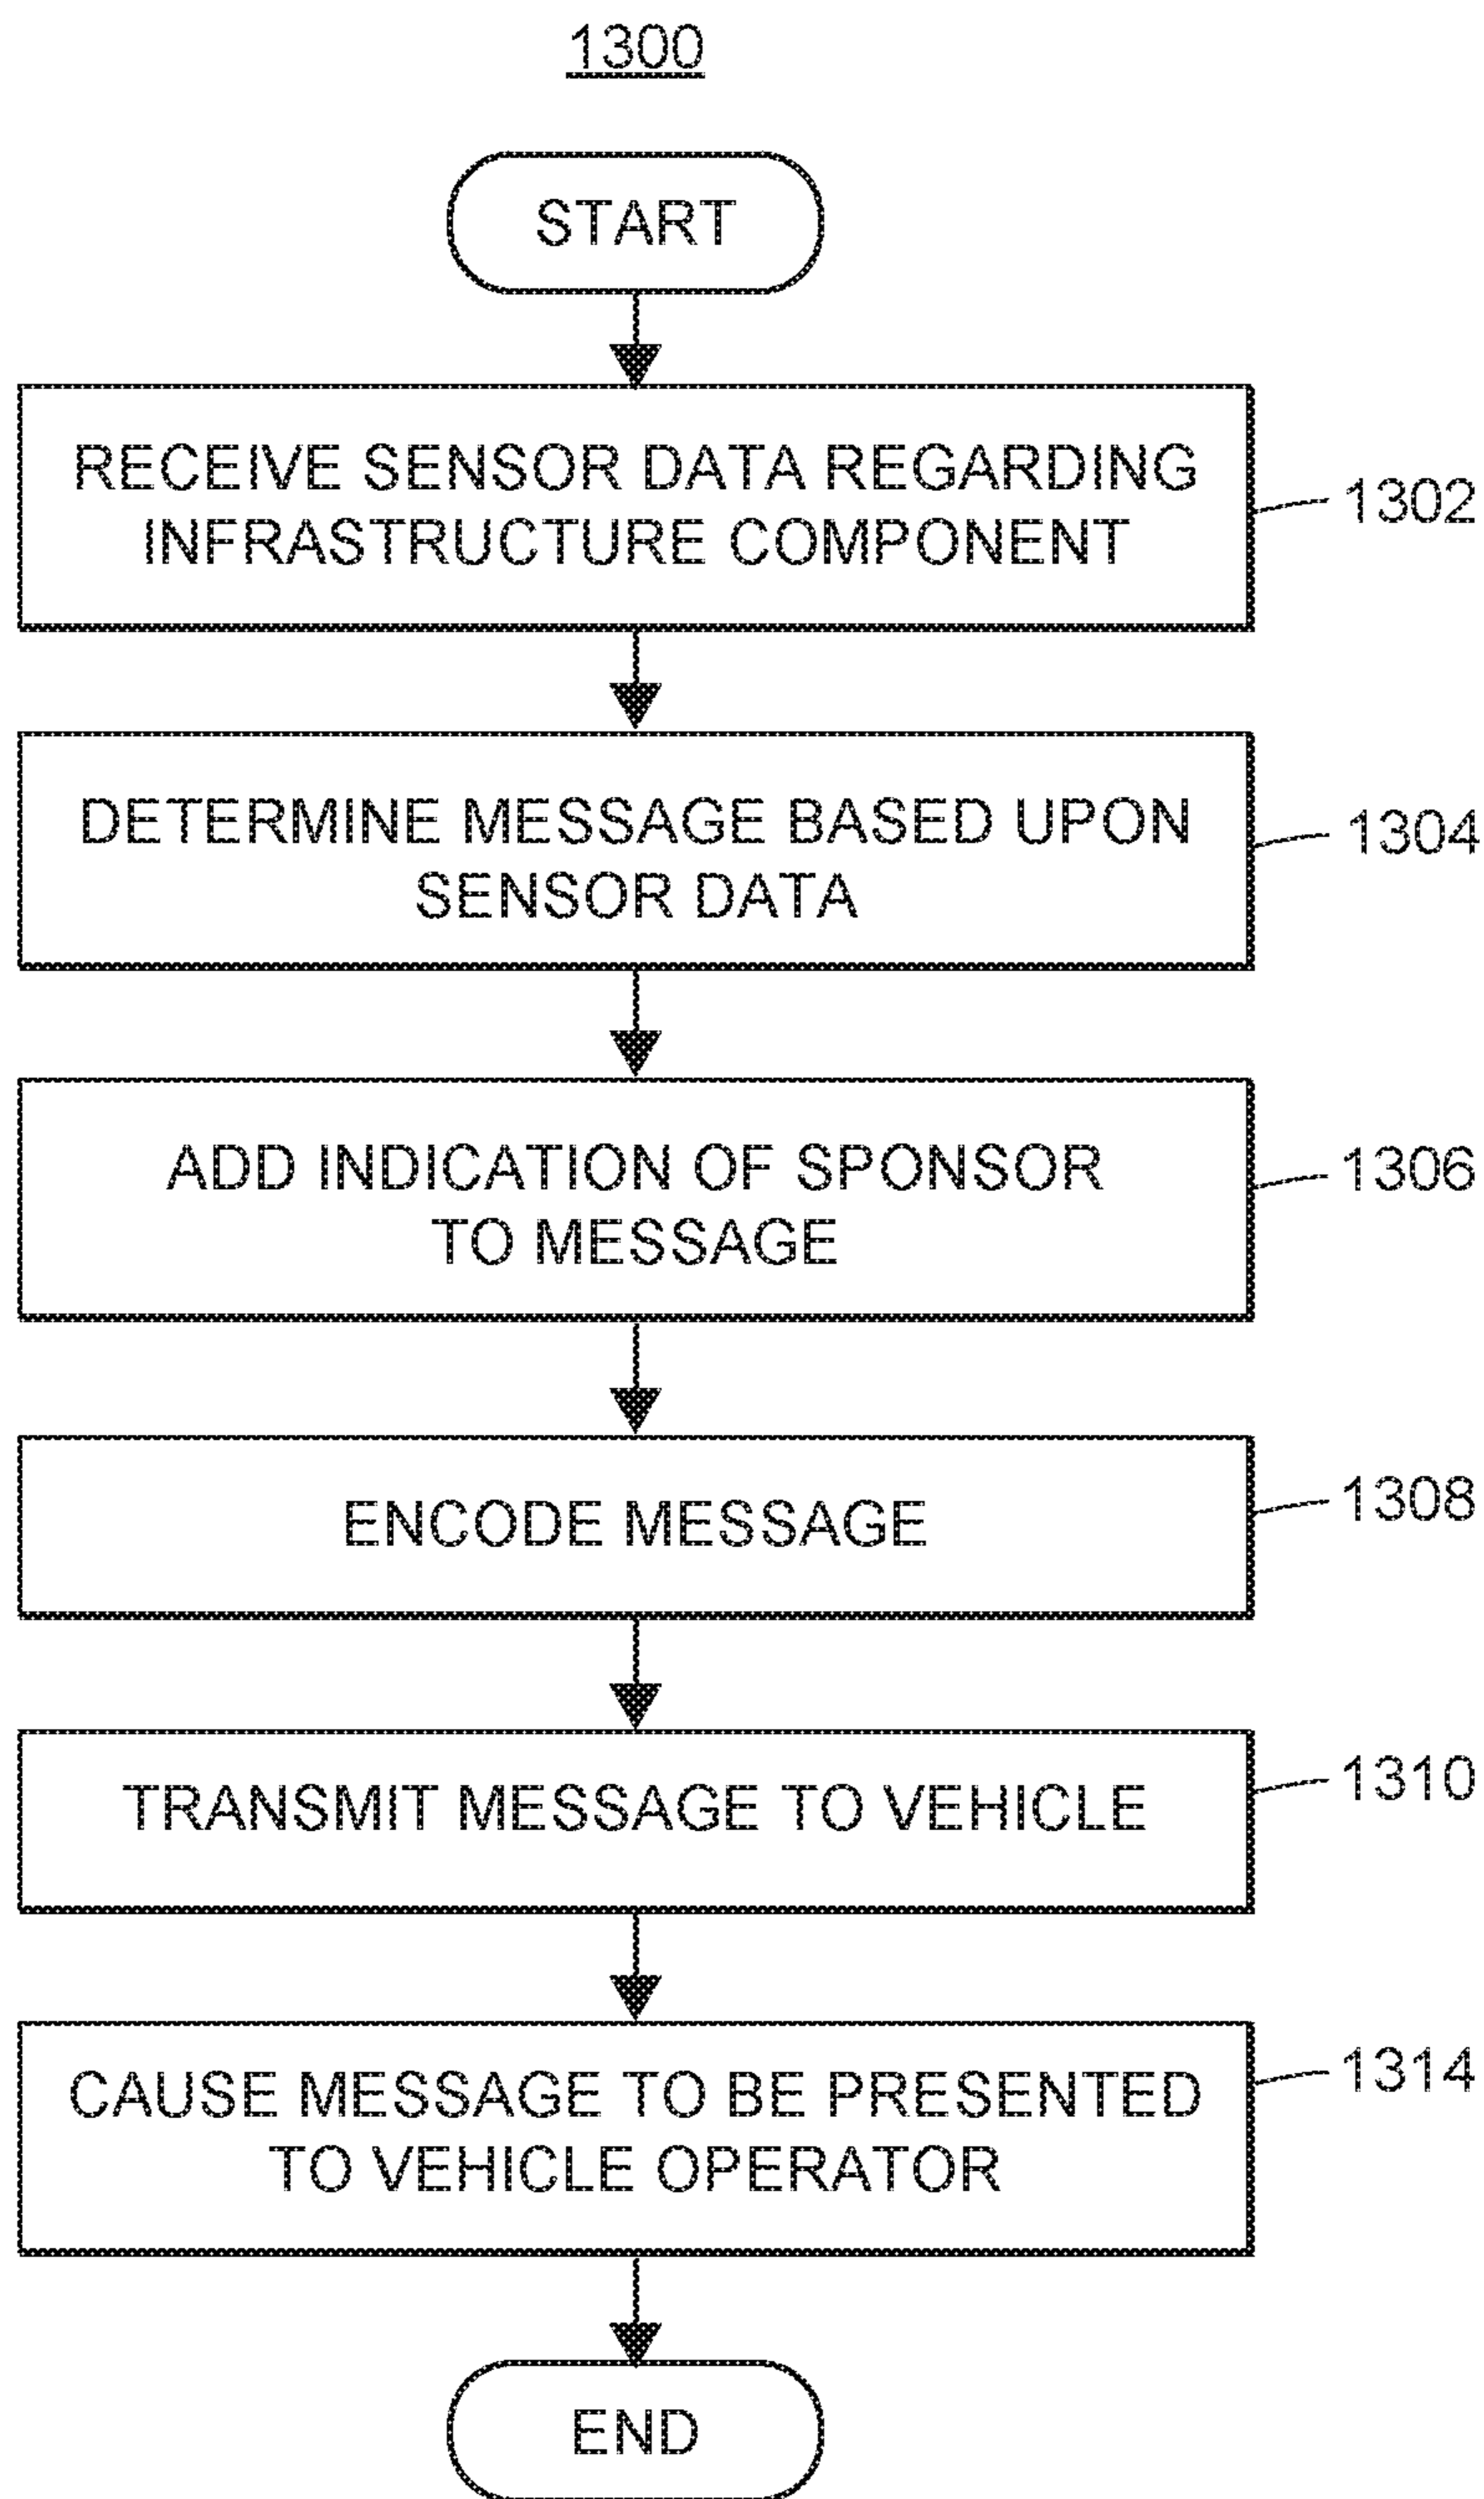 1300
START
RECEIVE SENSOR DATA REGARDING
INFRASTRUCTURE COMPONENT
1302
DETERMINE MESSAGE BASED UPON
SENSOR DATA
1304
ADD INDICATION OF SPONSOR
TO MESSAGE
1306
ENCODE MESSAGE
1308
TRANSMIT MESSAGE TO VEHICLE
1310
CAUSE MESSAGE TO BE PRESENTED
TO VEHICLE OPERATOR
1314
END